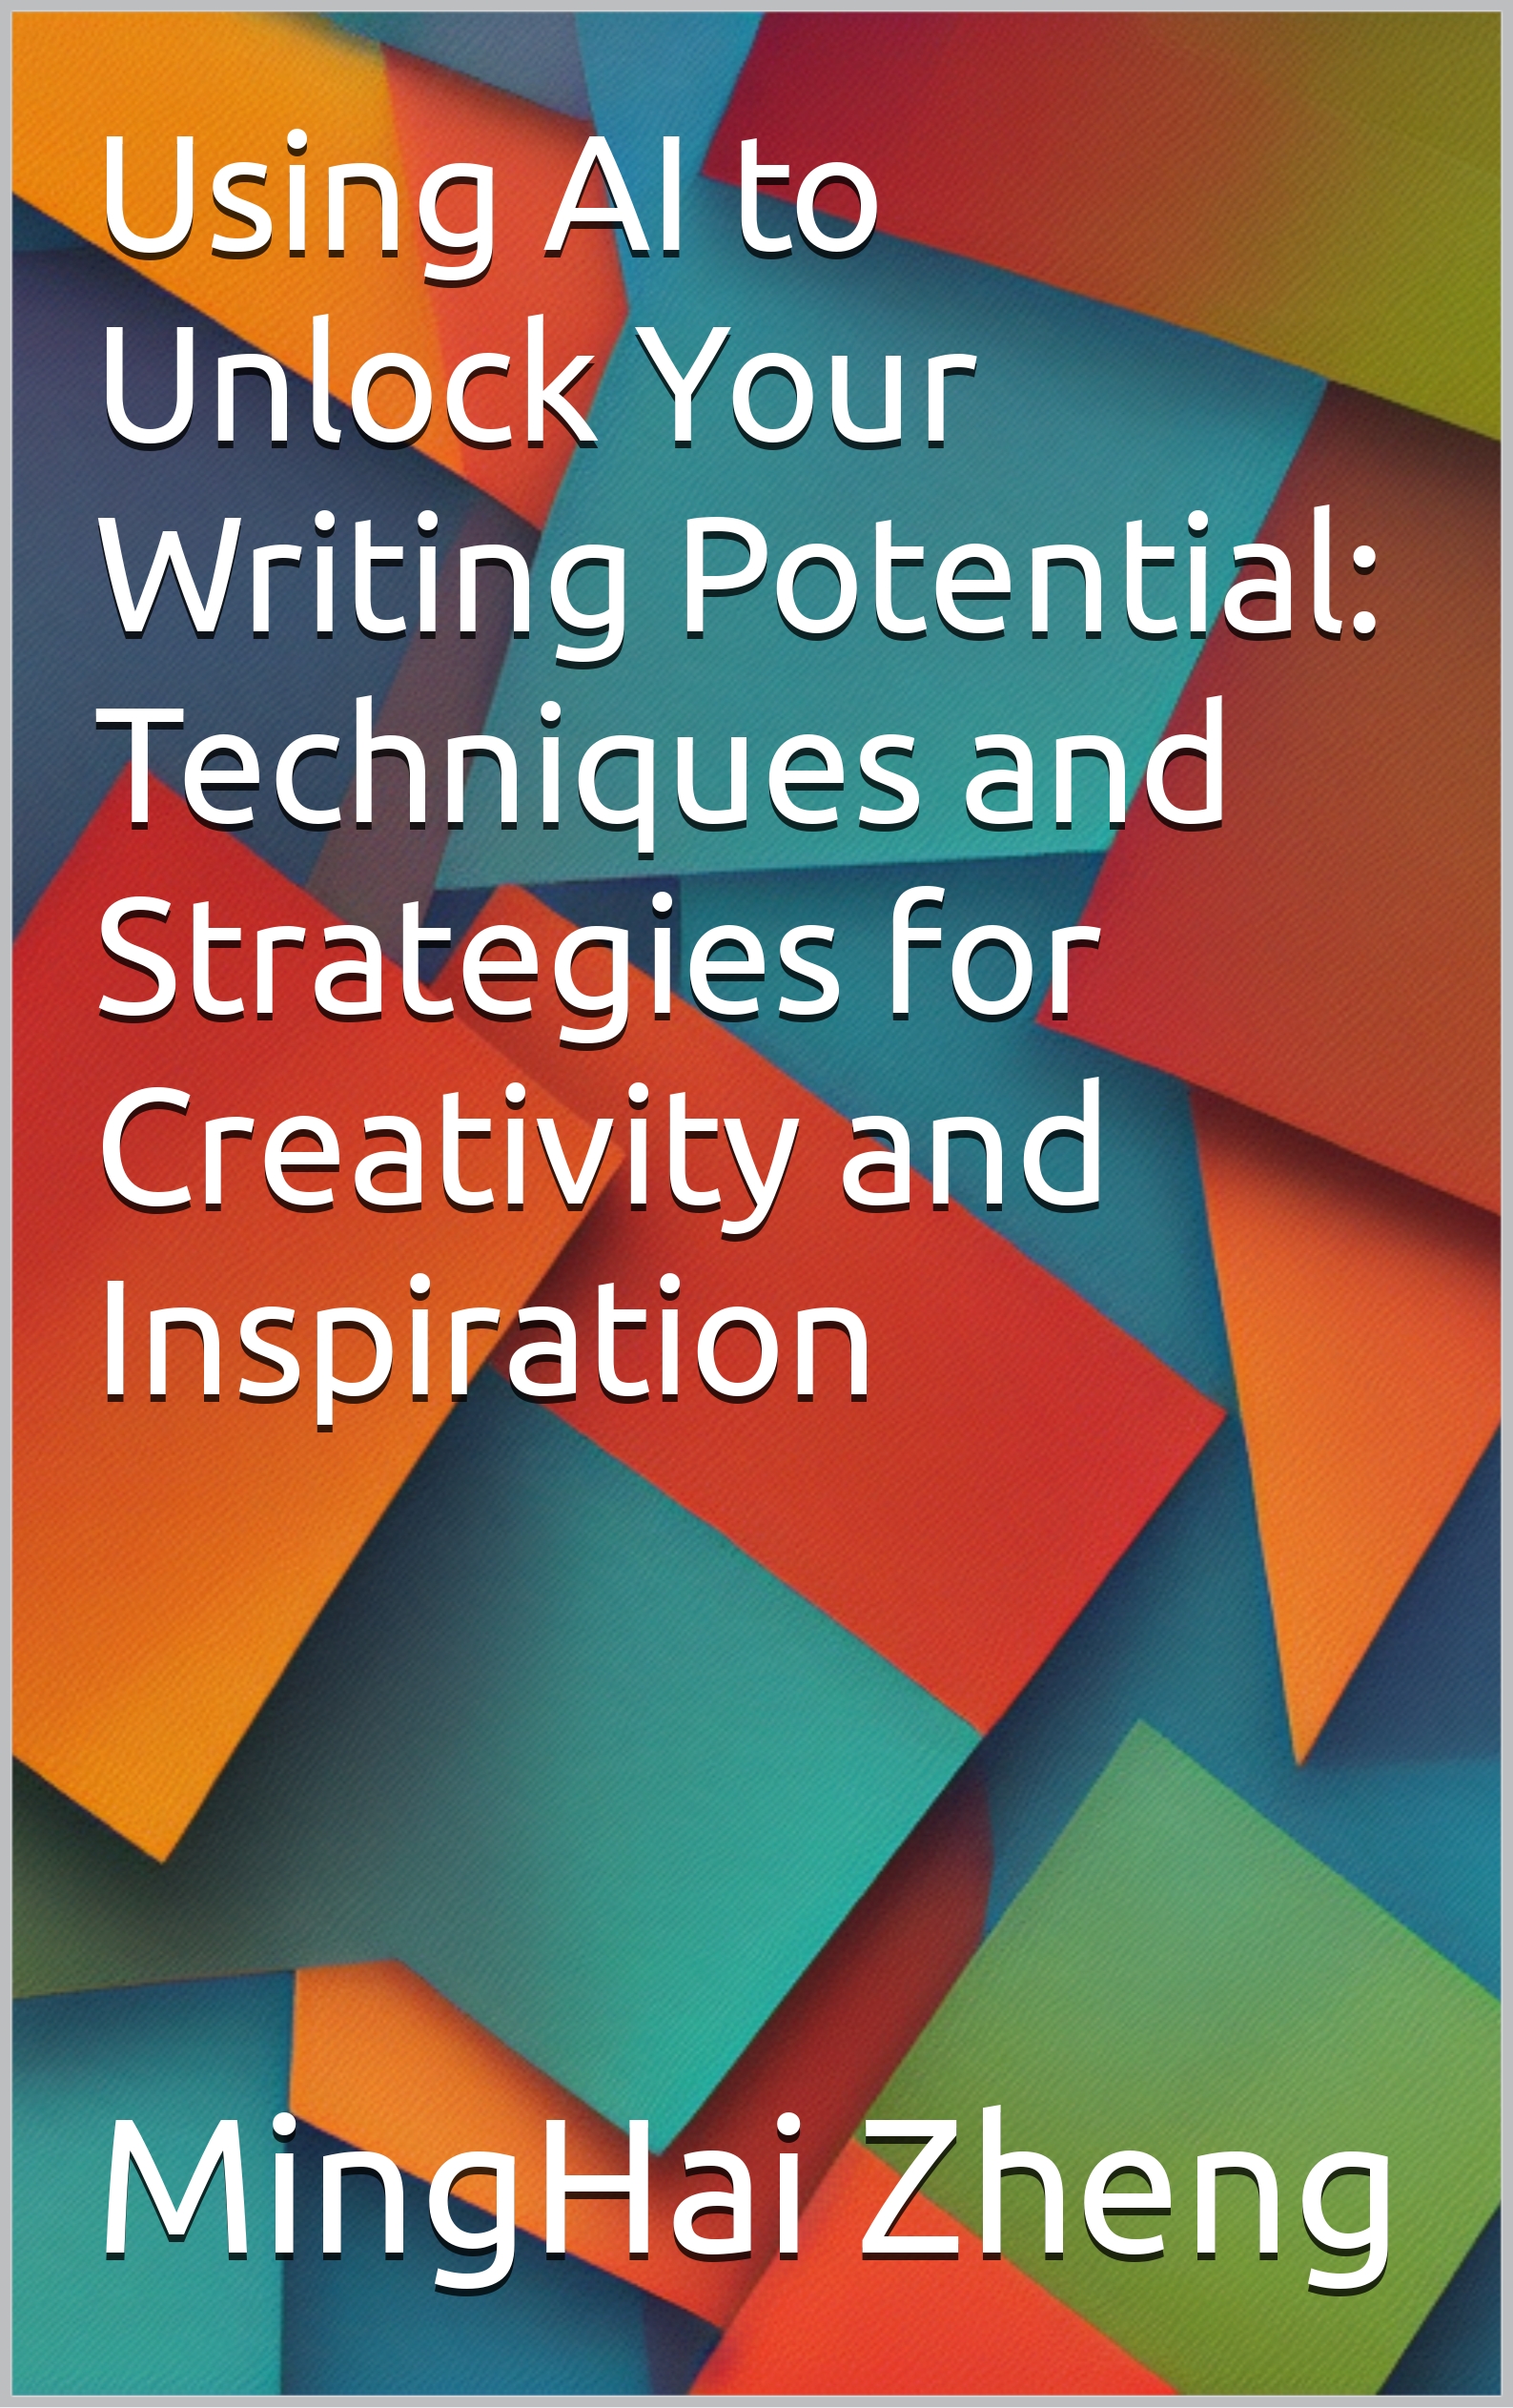 Using AI to
Unlock Your
Writing Potential:
Techniques and
Strategies for
Creativity and
Inspiration
MingHai Zheng